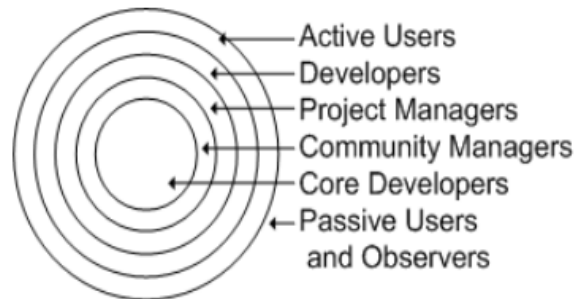 Active Users
Developers
Project Managers
Community Managers
Core Developers
Passive Users
and Observers